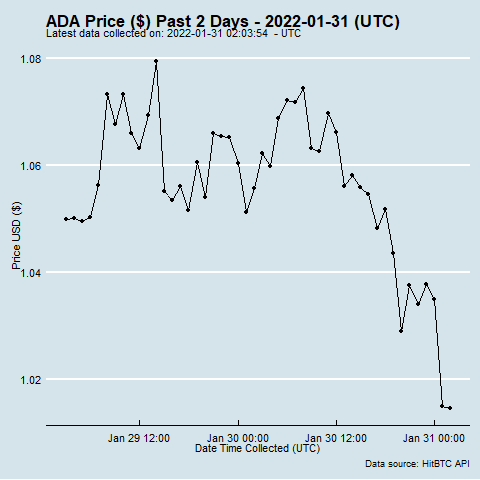 ADA Price ($) Past 2 Days - 2022-01-31 (UTC)
Latest data collected on: 2022-01-31 02:03:54 - UTC
1.08
1.06
1.04
1.02
Price USD ($)
Jan 29 12:00 Jan 30 00:00 Jan 30 12:00 Jan 31 00:00
Date Time Collected (UTC)
Data source: HitBTC API